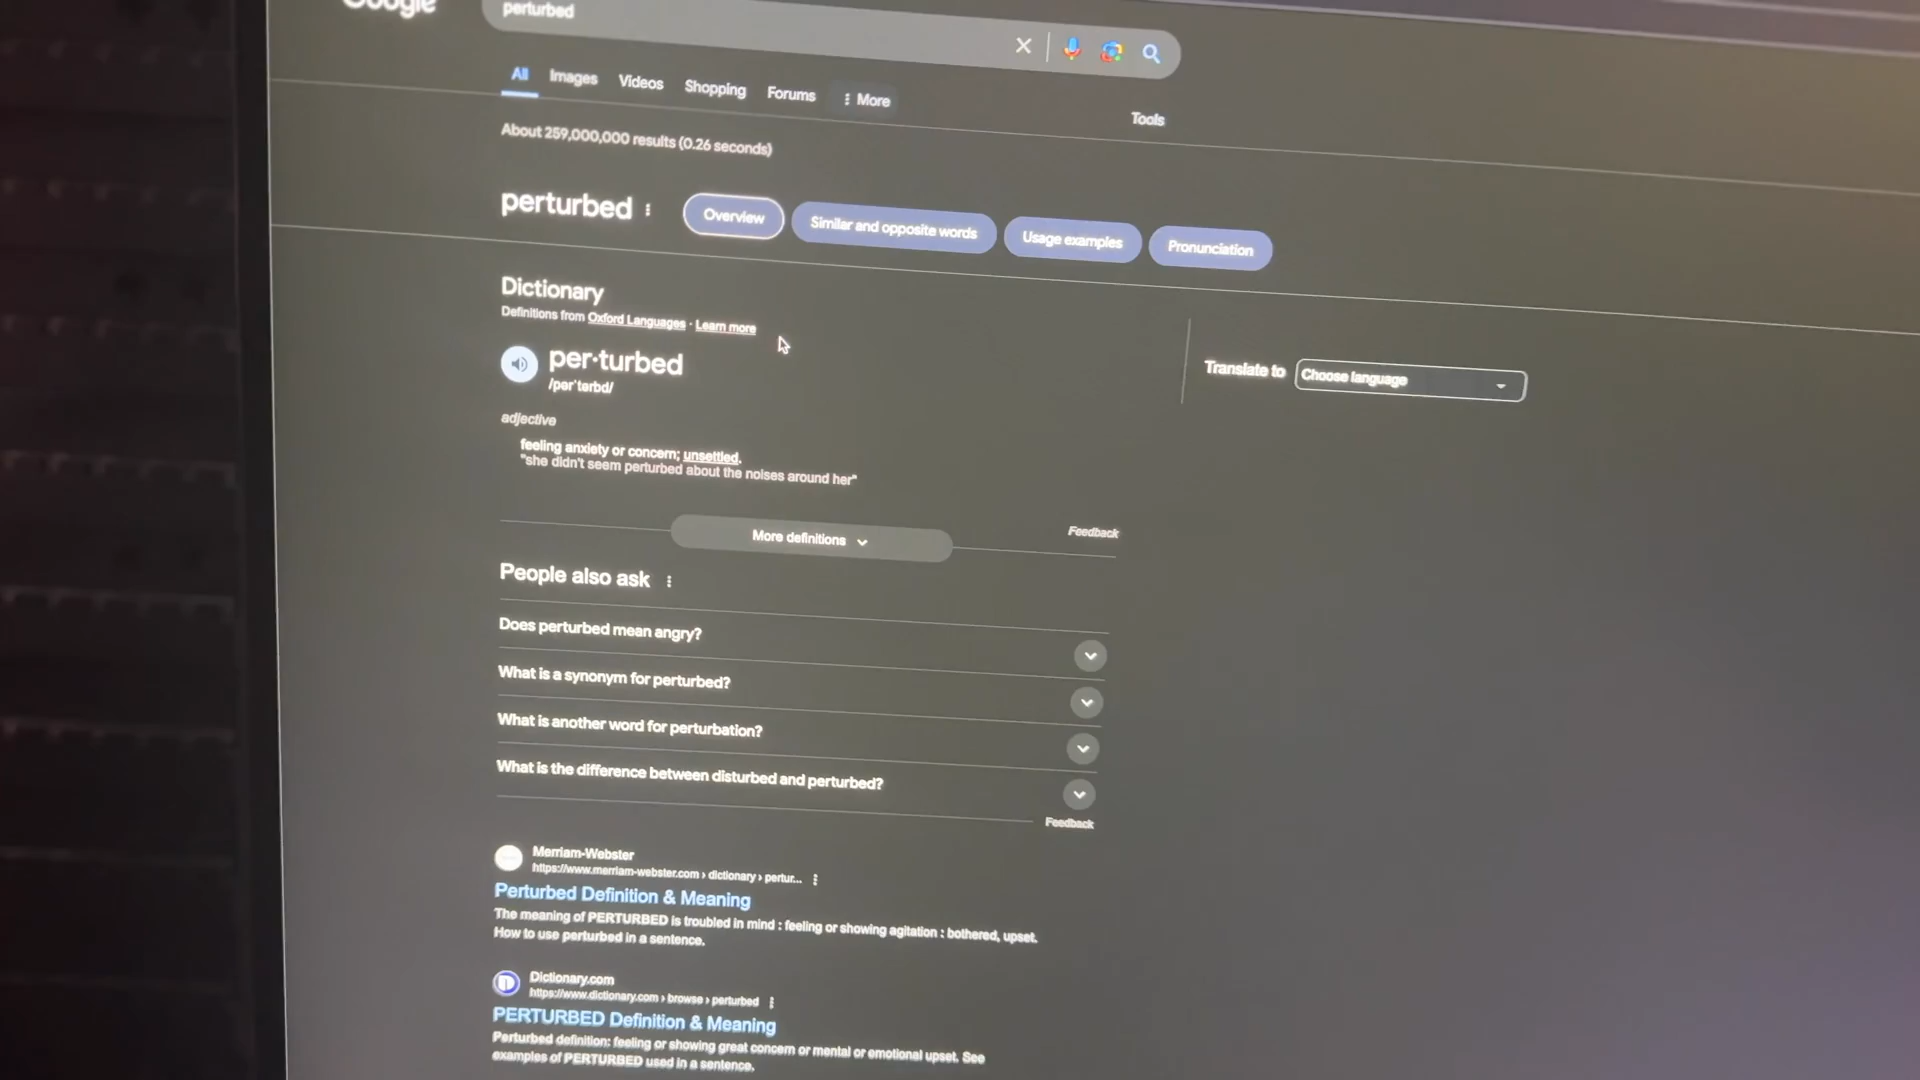 Google
perturbed
All Images Videos Shopping Forums More
Tools
About 259,000,000 results (0.26 seconds)
perturbed Overview Similar and opposite words Usage examples Pronunciation
Dictionary
Definitions from Oxford Languages · Learn more
per·turbed
/pərˈtərbd/
Translate to Choose language
adjective
feeling anxiety or concern; unsettled.
"she didn't seem perturbed about the noises around her"
More definitions
Feedback
People also ask
Does perturbed mean angry?
What is a synonym for perturbed?
What is another word for perturbation?
What is the difference between disturbed and perturbed?
Feedback
Merriam-Webster
https://www.merriam-webster.com › dictionary › pertur...
Perturbed Definition & Meaning
The meaning of PERTURBED is troubled in mind : feeling or showing agitation : bothered, upset.
How to use perturbed in a sentence.
Dictionary.com
https://www.dictionary.com › browse › perturbed
PERTURBED Definition & Meaning
Perturbed definition: feeling or showing great concern or mental or emotional upset. See
examples of PERTURBED used in a sentence.